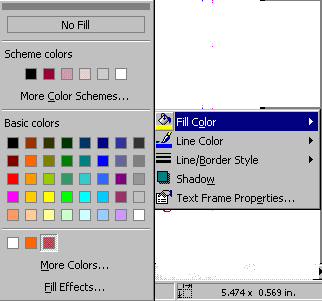 No Fill
Scheme colors
More Color Schemes...
Basic colors
More Colors...
Fill Effects...
Fill Color
Line Color
Line/Border Style
Shadow
Text Frame Properties...
5.474 x 0.569 in.